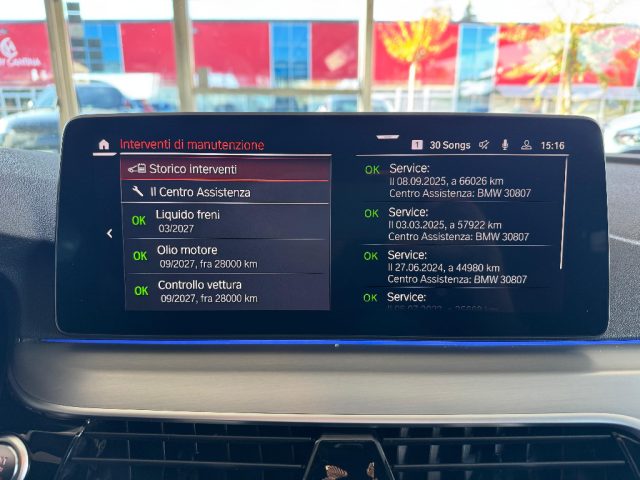 Interventi di manutenzione
1 30 Songs 15:16
Storico interventi
Il Centro Assistenza
OK Liquido freni
03/2027
OK Olio motore
09/2027, fra 28000 km
OK Controllo vettura
09/2027, fra 28000 km
OK Service:
Il 08.09.2025, a 66026 km
Centro Assistenza: BMW 30807
OK Service:
Il 03.03.2025, a 57922 km
Centro Assistenza: BMW 30807
OK Service:
Il 27.06.2024, a 44980 km
Centro Assistenza: BMW 30807
OK Service: